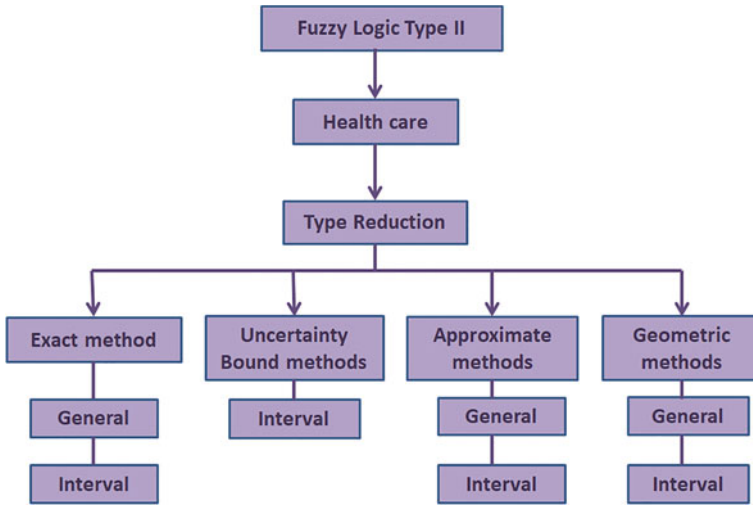 Fuzzy Logic Type II
Health care
Type Reduction
Exact method
Uncertainty
Bound methods
Approximate
methods
Geometric
methods
General
Interval
General
General
Interval
Interval
Interval